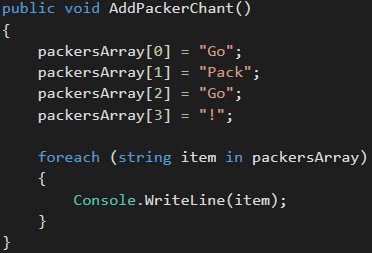 public void AddPackerChant()
{
    packersArray[0] = "Go";
    packersArray[1] = "Pack";
    packersArray[2] = "Go";
    packersArray[3] = "!";

    foreach (string item in packersArray)
    {
        Console.WriteLine(item);
    }
}